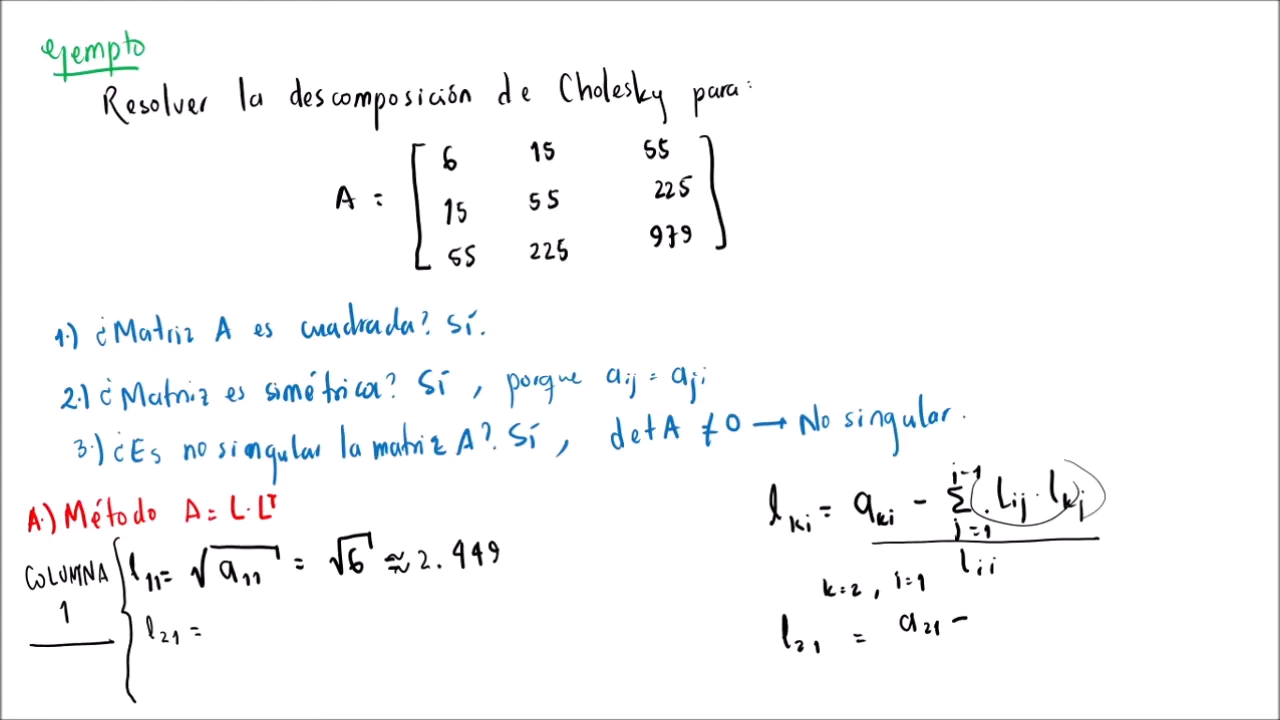 ejemplo
Resolver la descomposición de Cholesky para:
A = [ 6 15 55
15 55 225
55 225 979 ]
1.) ¿Matriz A es cuadrada? Sí.
2.) ¿Matriz es simétrica? Sí, porque aij = aji
3.) ¿Es no singular la matriz A? Sí, det A ≠ 0 → No singular.
A.) Método A = L·Lᵀ
COLUMNA 1
l11 = √a11 = √6 ≈ 2.449
l21 =
lki = aki - Σ j=1 i-1 lij · lkj / lii
k=2, i=1
l21 = a21 -